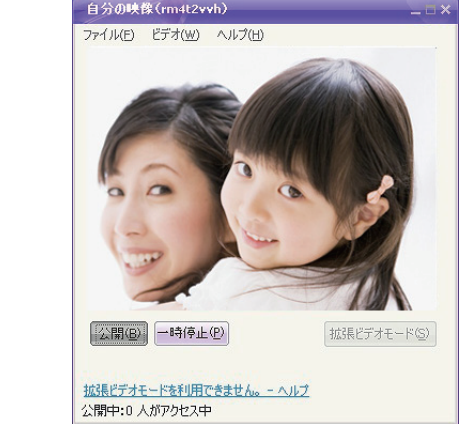 自分の映像(rm4t2vvh)
ファイル(F) ビデオ(W) ヘルプ(H)
公開(B) 一時停止(P) 拡張ビデオモード(S)
拡張ビデオモードを利用できません。 - ヘルプ
公開中:0 人がアクセス中